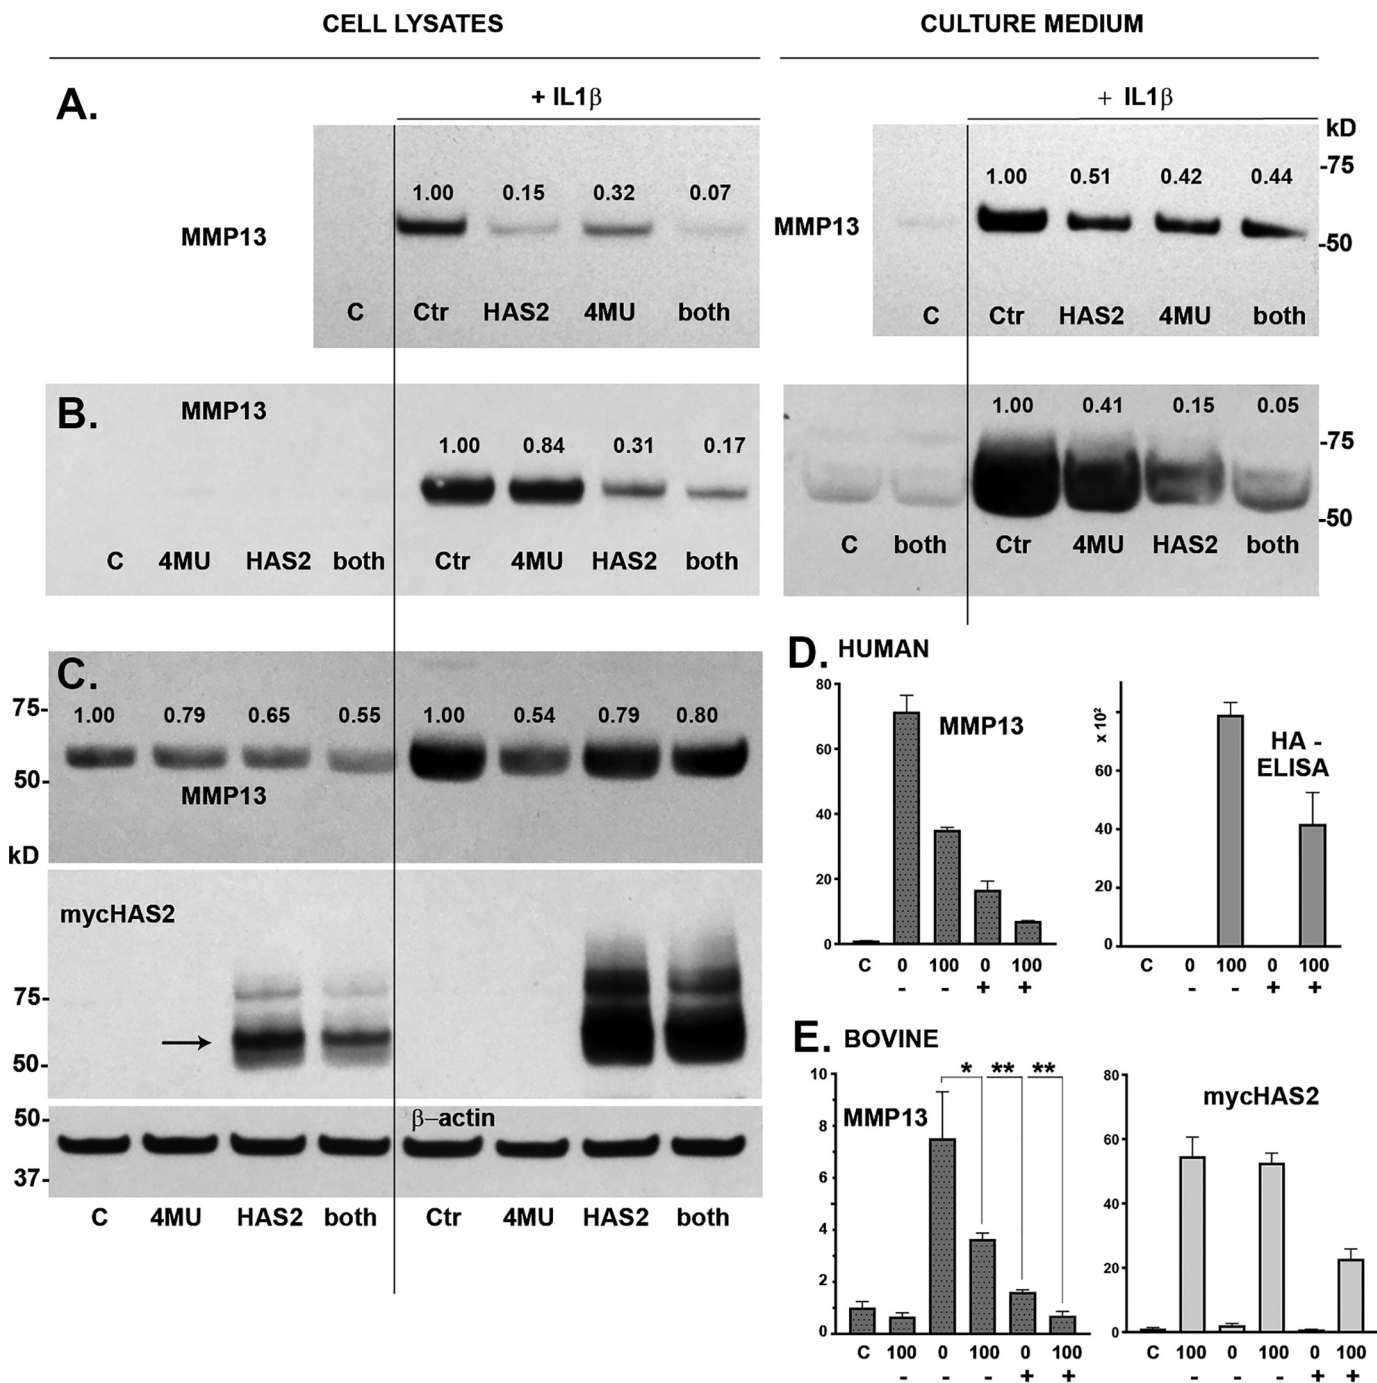 CELL LYSATES
CULTURE MEDIUM
A.
+ IL1β
+ IL1β
kD
1.00 0.15 0.32 0.07
MMP13
C Ctr HAS2 4MU both
-75
1.00 0.51 0.42 0.44
MMP13
-50
C Ctr HAS2 4MU both
B.
MMP13
1.00 0.84 0.31 0.17
C 4MU HAS2 both Ctr 4MU HAS2 both
1.00 0.41 0.15 0.05
-75
-50
C both Ctr 4MU HAS2 both
C.
75-
1.00 0.79 0.65 0.55 1.00 0.54 0.79 0.80
50-
MMP13
kD
mycHAS2
75-
50-
50-
β-actin
37-
C 4MU HAS2 both Ctr 4MU HAS2 both
D. HUMAN
80
60
40
20
0
MMP13
C 0 100 0 100
- - + +
x 10²
60
40
20
0
HA -
ELISA
C 0 100 0 100
- - + +
E. BOVINE
10
8
6
4
2
0
MMP13
* ** **
C 100 0 100 0 100
- - - + +
80
60
40
20
0
mycHAS2
C 100 0 100 0 100
- - - + +